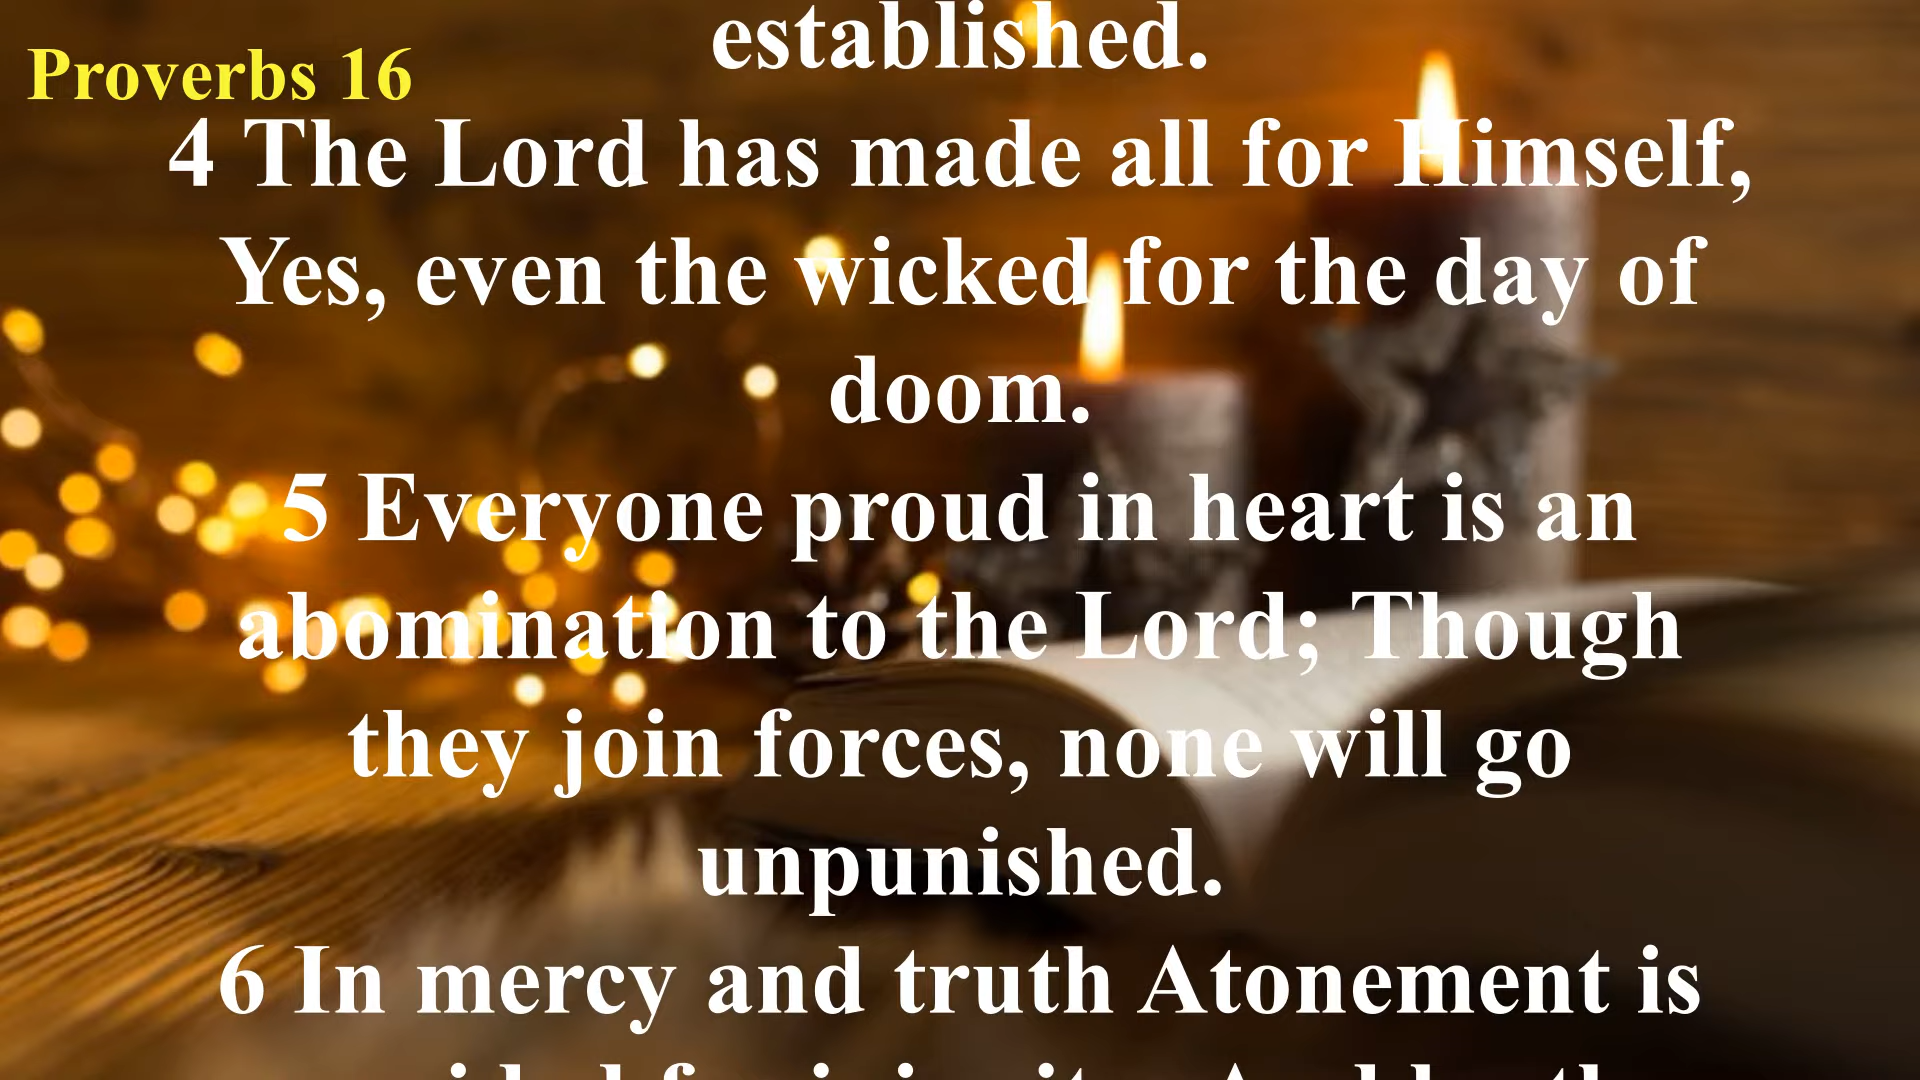 established.
Proverbs 16
4 The Lord has made all for Himself,
Yes, even the wicked for the day of
doom.
5 Everyone proud in heart is an
abomination to the Lord; Though
they join forces, none will go
unpunished.
6 In mercy and truth Atonement is